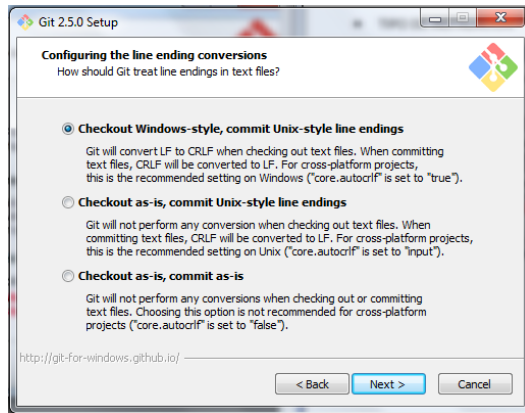 Git 2.5.0 Setup
Configuring the line ending conversions
How should Git treat line endings in text files?
Checkout Windows-style, commit Unix-style line endings
Git will convert LF to CRLF when checking out text files. When committing
text files, CRLF will be converted to LF. For cross-platform projects,
this is the recommended setting on Windows ("core.autocrlf" is set to "true").
Checkout as-is, commit Unix-style line endings
Git will not perform any conversion when checking out text files. When
committing text files, CRLF will be converted to LF. For cross-platform projects,
this is the recommended setting on Unix ("core.autocrlf" is set to "input").
Checkout as-is, commit as-is
Git will not perform any conversions when checking out or committing
text files. Choosing this option is not recommended for cross-platform
projects ("core.autocrlf" is set to "false").
http://git-for-windows.github.io/
< Back Next > Cancel